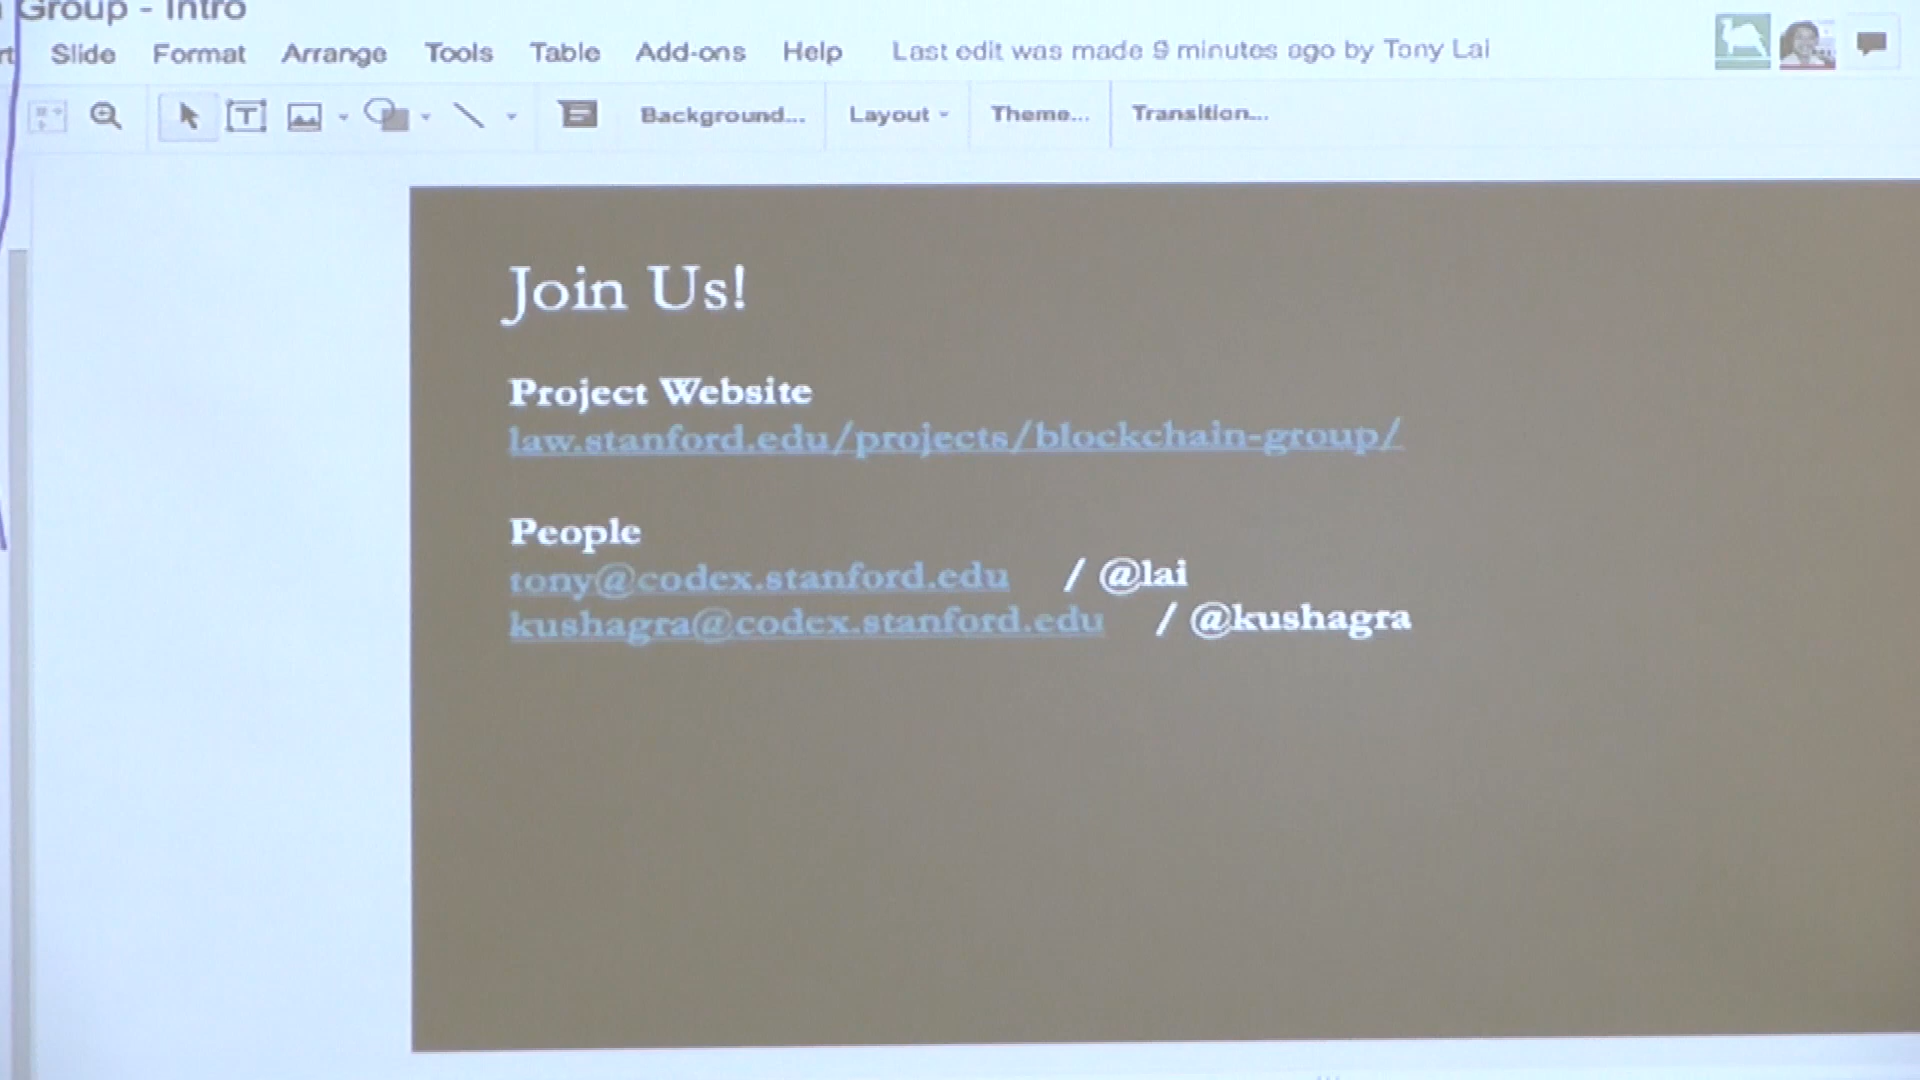 Group - Intro
Slide Format Arrange Tools Table Add-ons Help Last edit was made 9 minutes ago by Tony Lai
Background... Layout Theme... Transition...
Join Us!
Project Website
law.stanford.edu/projects/blockchain-group/
People
tony@codex.stanford.edu / @lai
kushagra@codex.stanford.edu / @kushagra